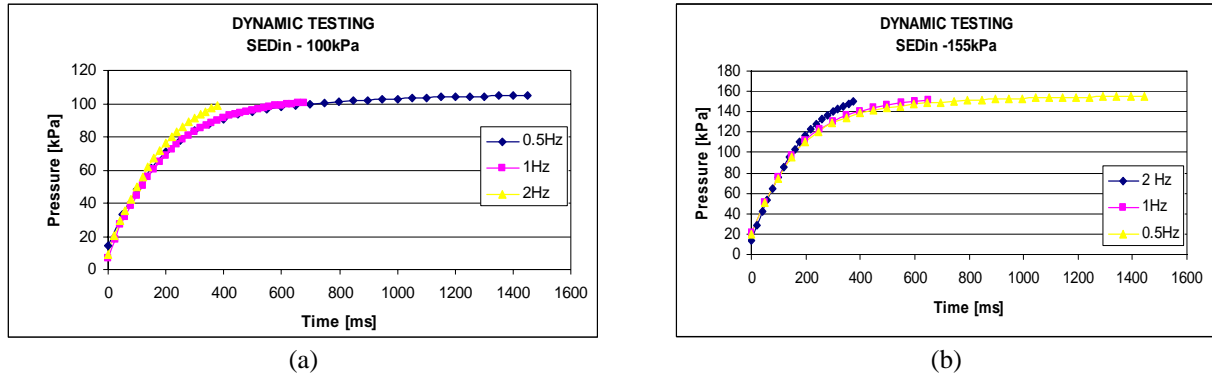 DYNAMIC TESTING
SEDin - 100kPa
120
100
80
60
40
20
0
Pressure [kPa]
0 200 400 600 800 1000 1200 1400 1600
Time [ms]
0.5Hz
1Hz
2Hz
(a)
DYNAMIC TESTING
SEDin -155kPa
180
160
140
120
100
80
60
40
20
0
Pressure [kPa]
0 200 400 600 800 1000 1200 1400 1600
Time [ms]
2 Hz
1Hz
0.5Hz
(b)